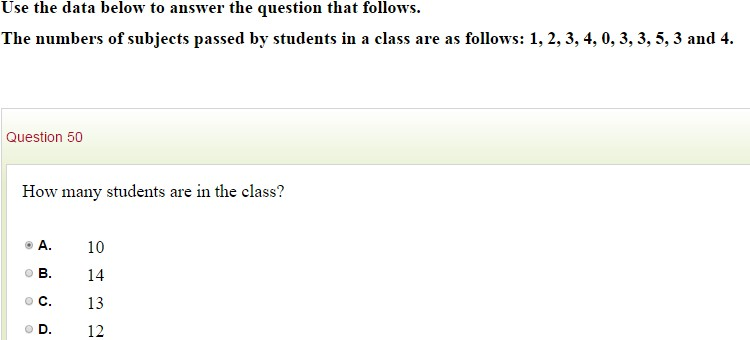 Use the data below to answer the question that follows.
The numbers of subjects passed by students in a class are as follows: 1, 2, 3, 4, 0, 3, 3, 5, 3 and 4.
Question 50
How many students are in the class?
A. 10
B. 14
C. 13
D. 12